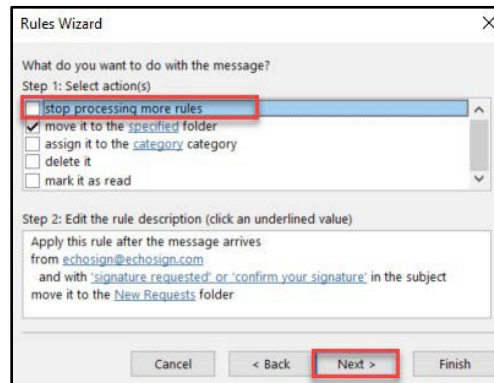 Rules Wizard
What do you want to do with the message?
Step 1: Select action(s)
stop processing more rules
move it to the specified folder
assign it to the category category
delete it
mark it as read
Step 2: Edit the rule description (click an underlined value)
Apply this rule after the message arrives
from echosign@echosign.com
and with 'signature requested' or 'confirm your signature' in the subject
move it to the New Requests folder
Cancel < Back Next > Finish